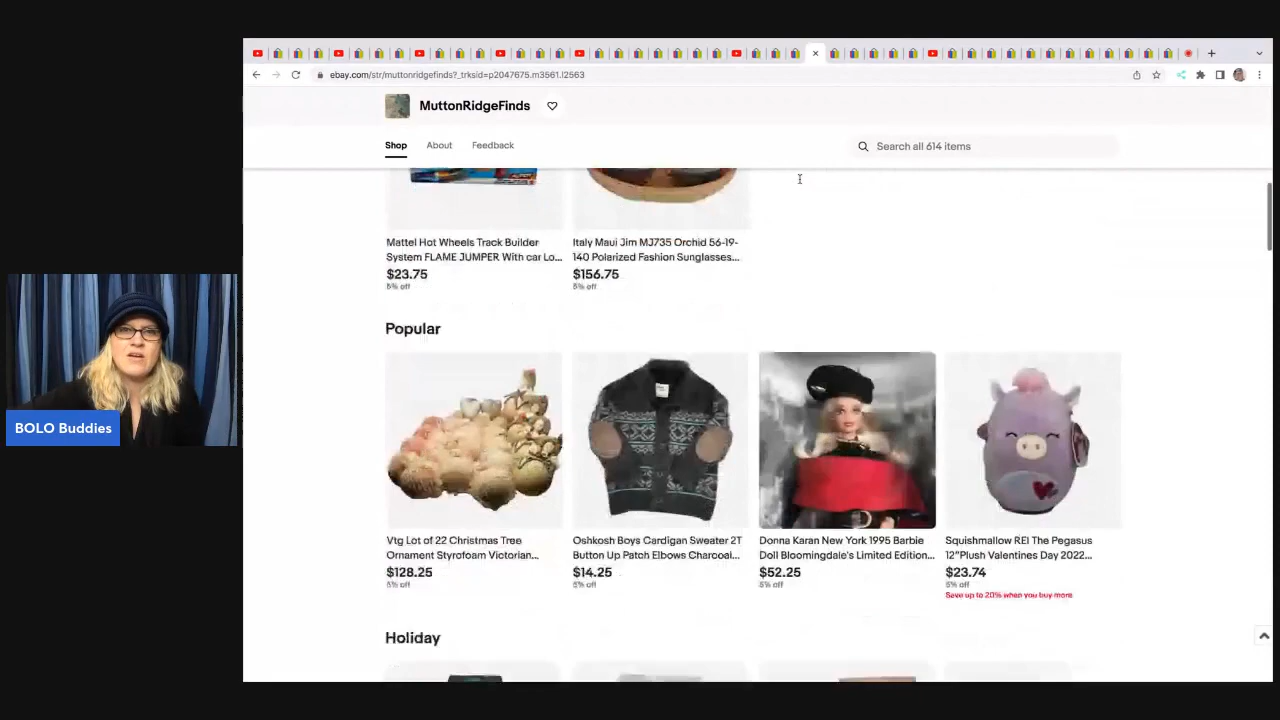 ebay.com/str/muttonridgefinds?_trksid=p2047675.m3561.l2563
MuttonRidgeFinds
Shop About Feedback
Search all 614 items
Mattel Hot Wheels Track Builder
System FLAME JUMPER With car Lo...
$23.75
5% off
Italy Maui Jim MJ735 Orchid 56-19-
140 Polarized Fashion Sunglasses...
$156.75
5% off
Popular
Vtg Lot of 22 Christmas Tree
Ornament Styrofoam Victorian...
$128.25
5% off
Oshkosh Boys Cardigan Sweater 2T
Button Up Patch Elbows Charcoal...
$14.25
5% off
Donna Karan New York 1995 Barbie
Doll Bloomingdale's Limited Edition...
$52.25
5% off
Squishmallow REI The Pegasus
12"Plush Valentines Day 2022...
$23.74
5% off
Save up to 20% when you buy more
Holiday
BOLO Buddies